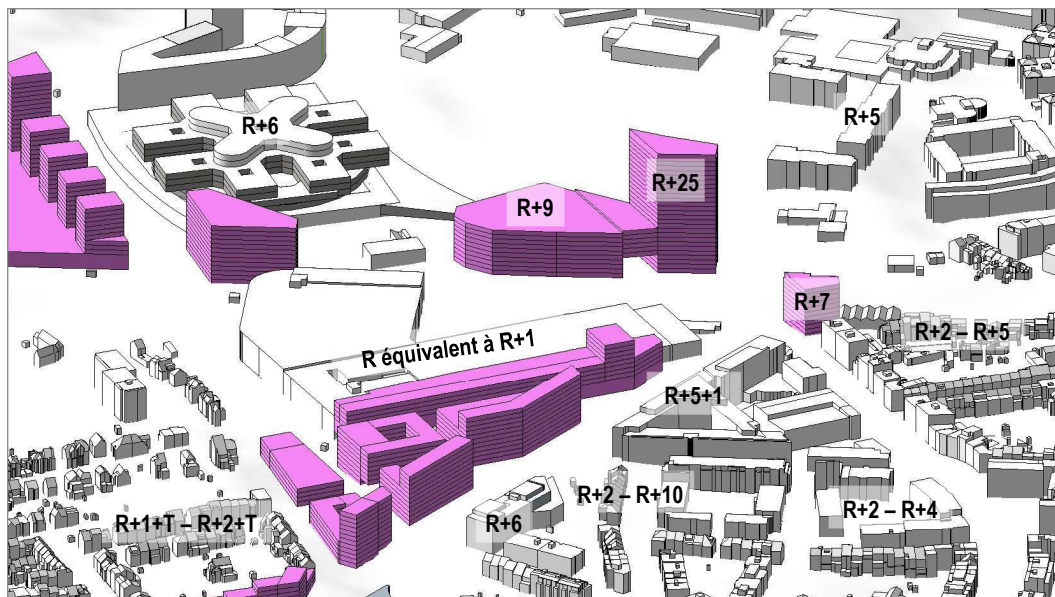 R+6
R+5
R+25
R+9
R+7
R+2 – R+5
R équivalent à R+1
R+5+1
R+2 – R+10
R+2 – R+4
R+1+T – R+2+T
R+6